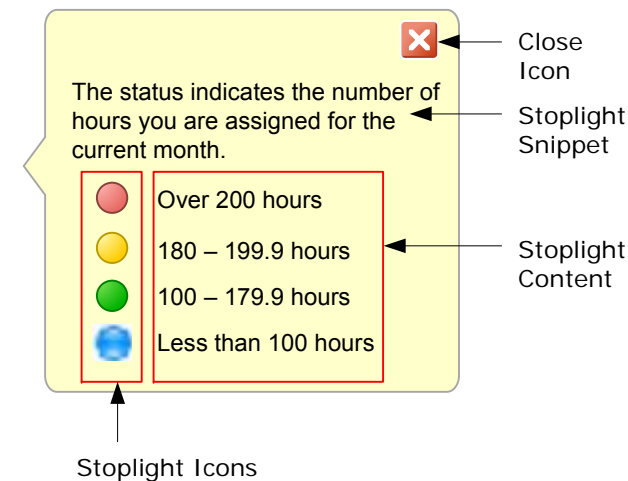 Close
Icon
The status indicates the number of
hours you are assigned for the
current month.
Stoplight
Snippet
Over 200 hours
180 – 199.9 hours
100 – 179.9 hours
Less than 100 hours
Stoplight
Content
Stoplight Icons